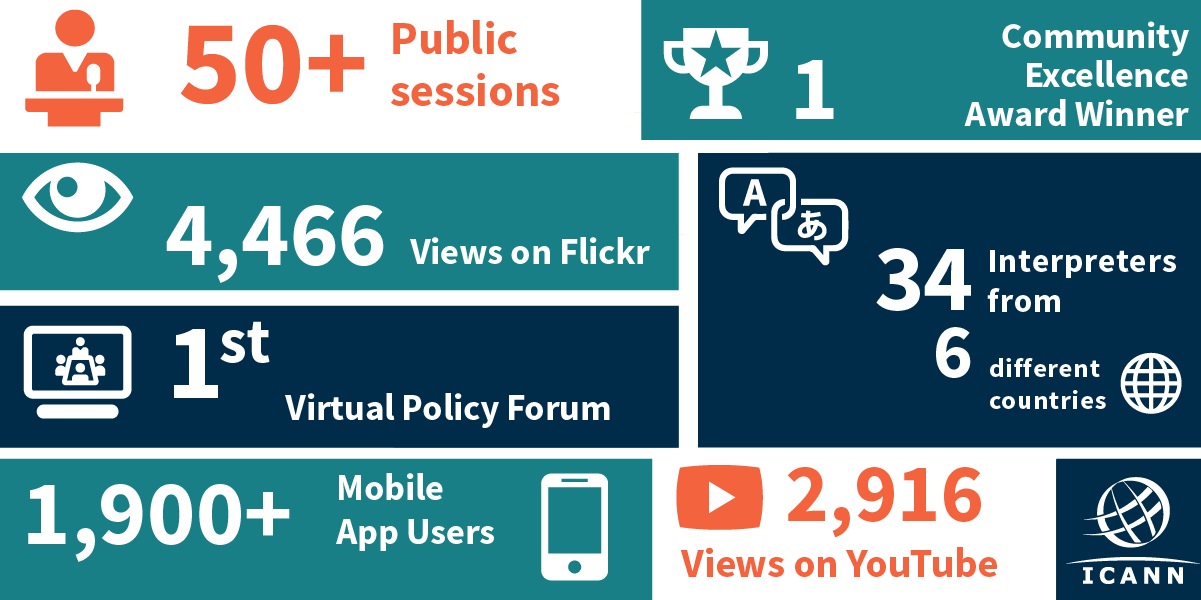 50+
Public
sessions
1
Community
Excellence
Award Winner
4,466
Views on Flickr
A
あ
34
Interpreters
from
6
different
countries
1st
Virtual Policy Forum
1,900+
Mobile
App Users
2,916
Views on YouTube
ICANN